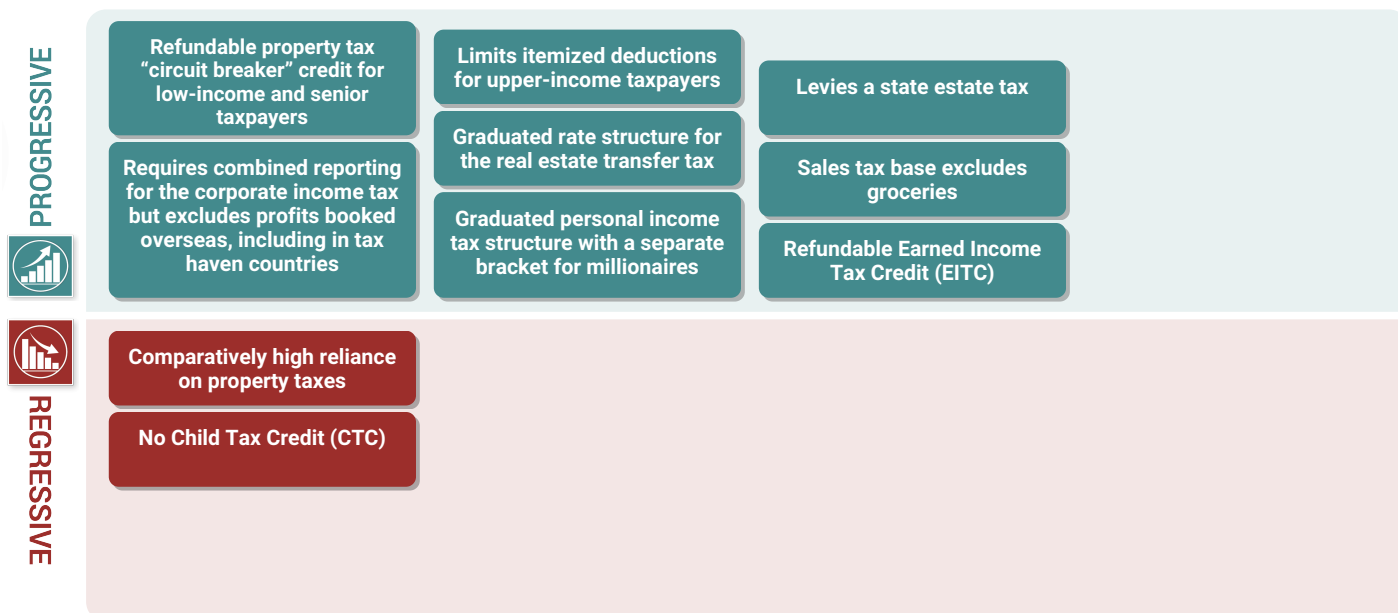 PROGRESSIVE
Refundable property tax
“circuit breaker” credit for
low-income and senior
taxpayers
Requires combined reporting
for the corporate income tax
but excludes profits booked
overseas, including in tax
haven countries
Limits itemized deductions
for upper-income taxpayers
Graduated rate structure for
the real estate transfer tax
Graduated personal income
tax structure with a separate
bracket for millionaires
Levies a state estate tax
Sales tax base excludes
groceries
Refundable Earned Income
Tax Credit (EITC)
REGRESSIVE
Comparatively high reliance
on property taxes
No Child Tax Credit (CTC)